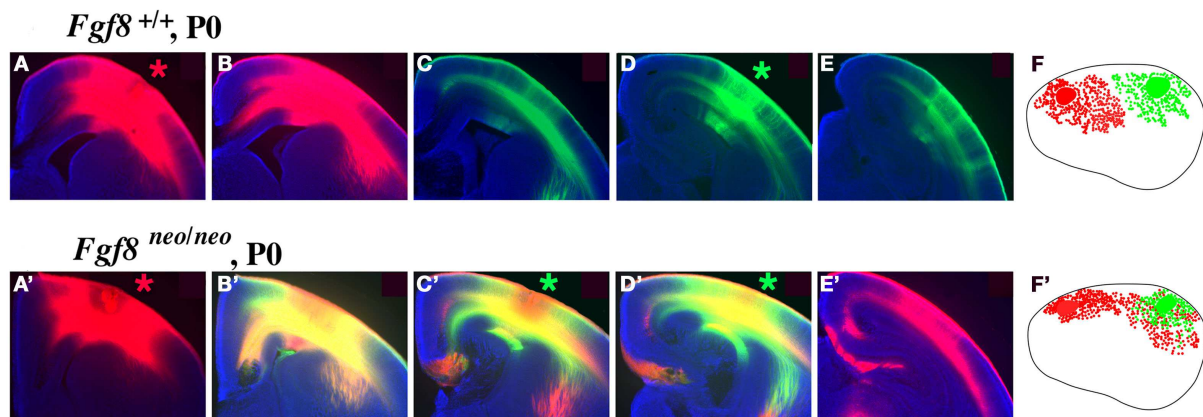 Fgf8 +/+, P0
A B C D E F
Fgf8 neo/neo, P0
A' B' C' D' E' F'